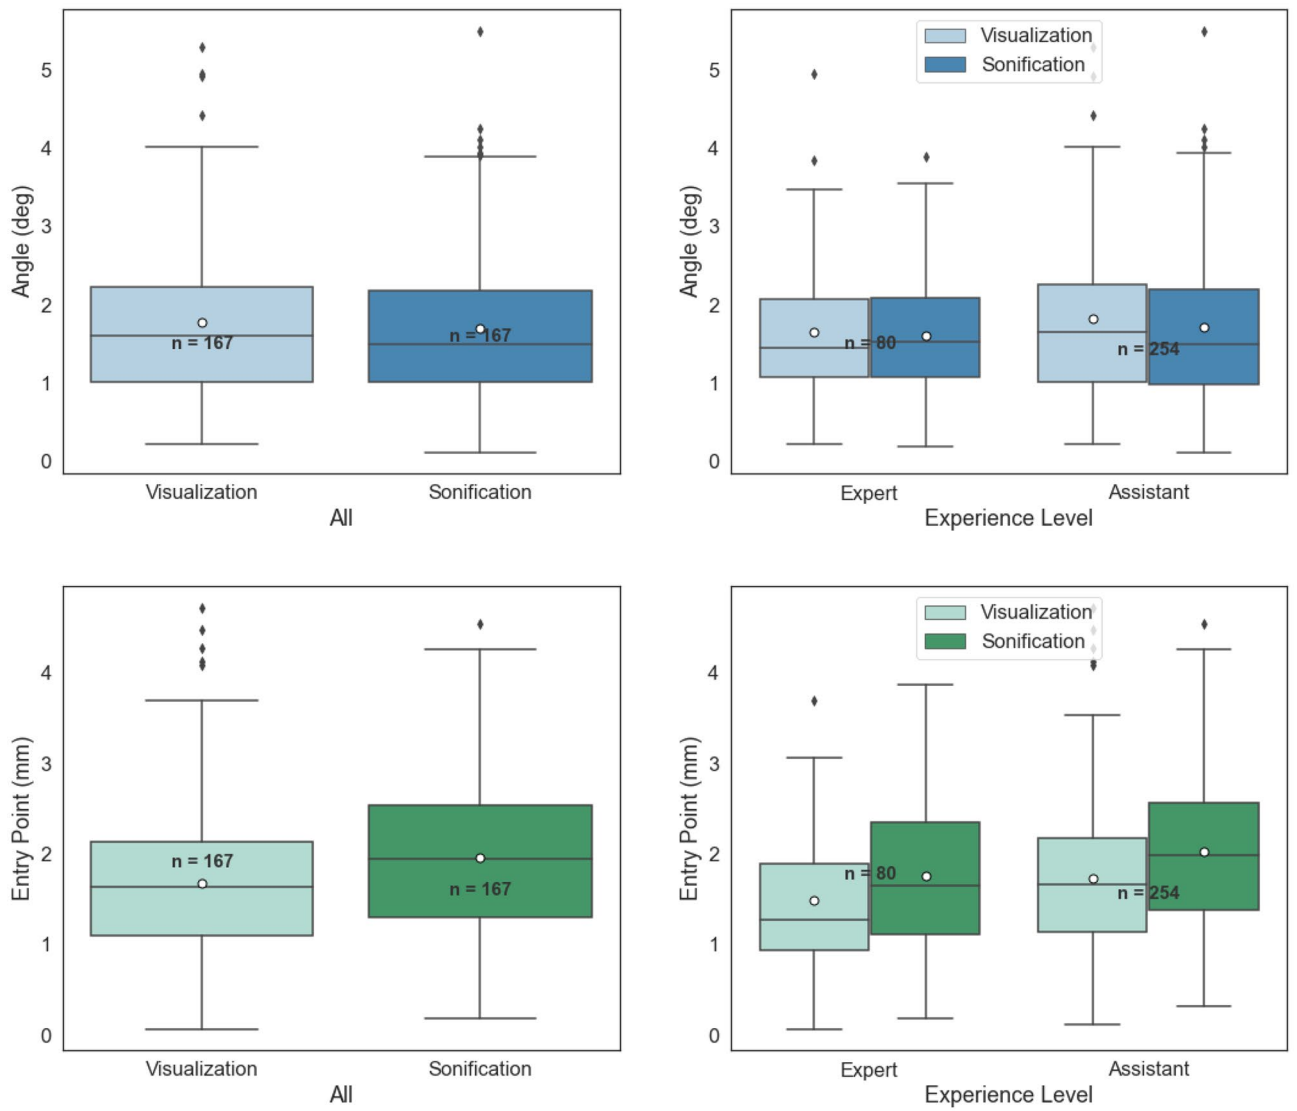 Angle (deg)
5
4
3
2
1
0
n = 167
n = 167
Visualization
Sonification
All
Visualization
Sonification
Angle (deg)
5
4
3
2
1
0
n = 80
n = 254
Expert
Assistant
Experience Level
Entry Point (mm)
4
3
2
1
0
n = 167
n = 167
Visualization
Sonification
All
Visualization
Sonification
Entry Point (mm)
4
3
2
1
0
n = 80
n = 254
Expert
Assistant
Experience Level